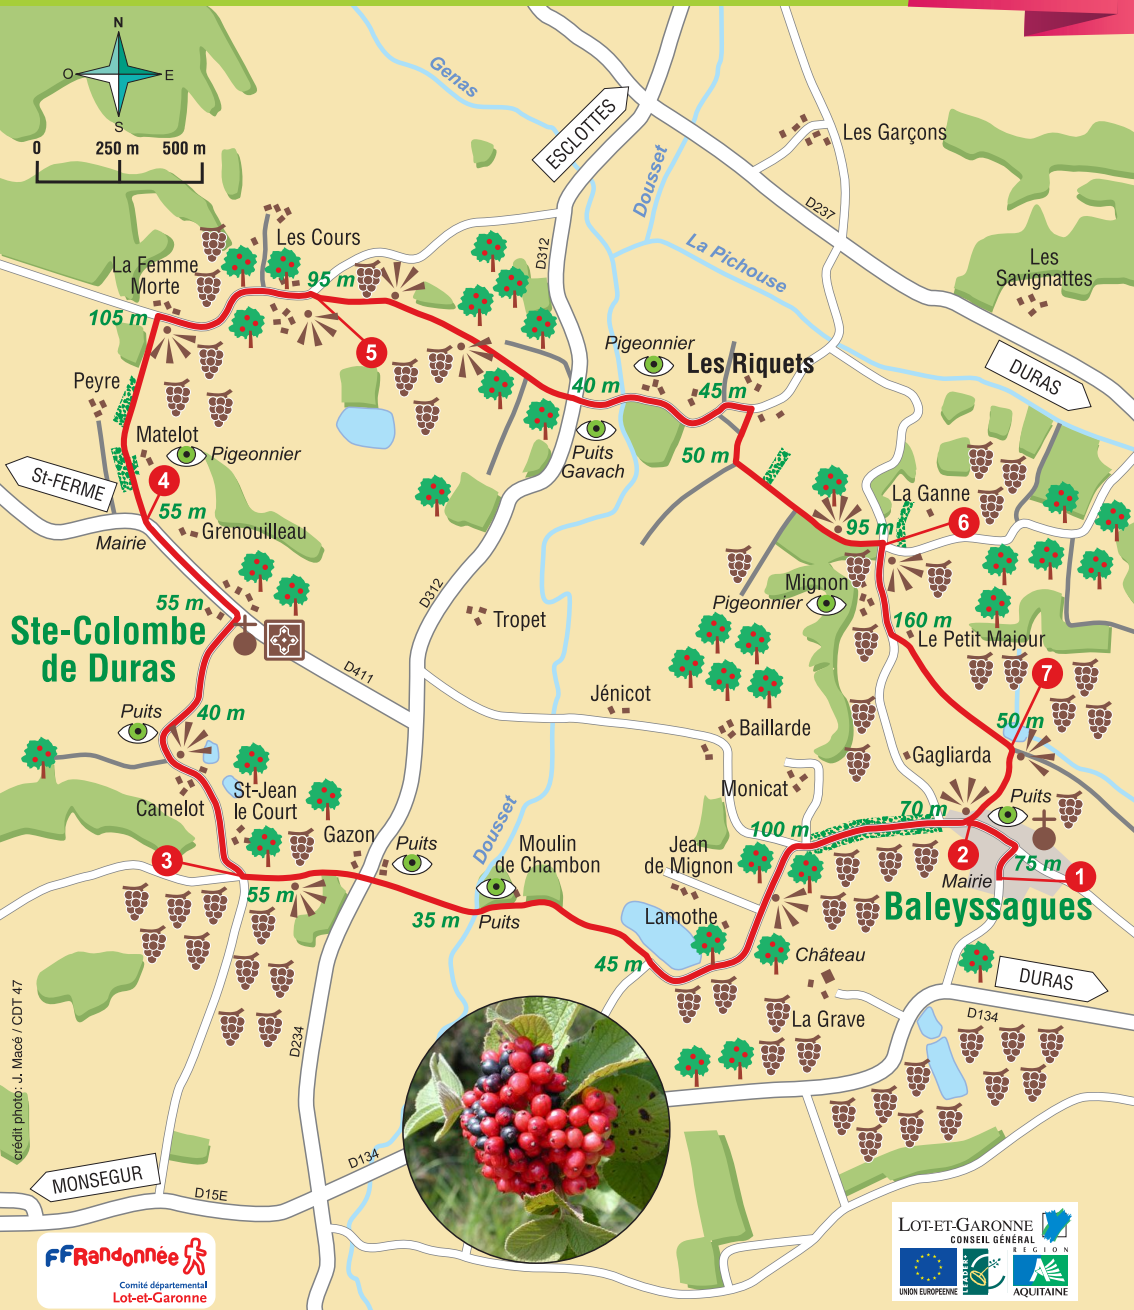 N
O
E
S
0
250 m
500 m
Genas
ESCLOTTES
Dousset
Les Garçons
D237
La Pichouse
Les
Savignattes
DURAS
D312
Les Cours
La Femme
Morte
95 m
105 m
5
Peyre
Matelot
Pigeonnier
St-FERME
4
55 m
Mairie
Grenouilleau
Pigeonnier
Les Riquets
40 m
45 m
Puits
Gavach
50 m
La Ganne
95 m
6
Mignon
Pigeonnier
160 m
Le Petit Majour
7
50 m
55 m
Ste-Colombe
de Duras
D312
Tropet
D411
Jénicot
Baillarde
Gagliarda
Monicat
Puits
40 m
Camelot
St-Jean
le Court
Gazon
Puits
Dousset
Moulin
de Chambon
Jean
de Mignon
100 m
70 m
Puits
2
75 m
1
Mairie
Baleyssagues
3
55 m
35 m
Puits
Lamothe
45 m
Château
La Grave
DURAS
D134
D234
D134
MONSEGUR
D15E
crédit photo: J. Macé / CDT 47
FFRandonnée
Comité départemental
Lot-et-Garonne
LOT-ET-GARONNE
CONSEIL GÉNÉRAL
REGION
UNION EUROPEENNE
LEADER
AQUITAINE